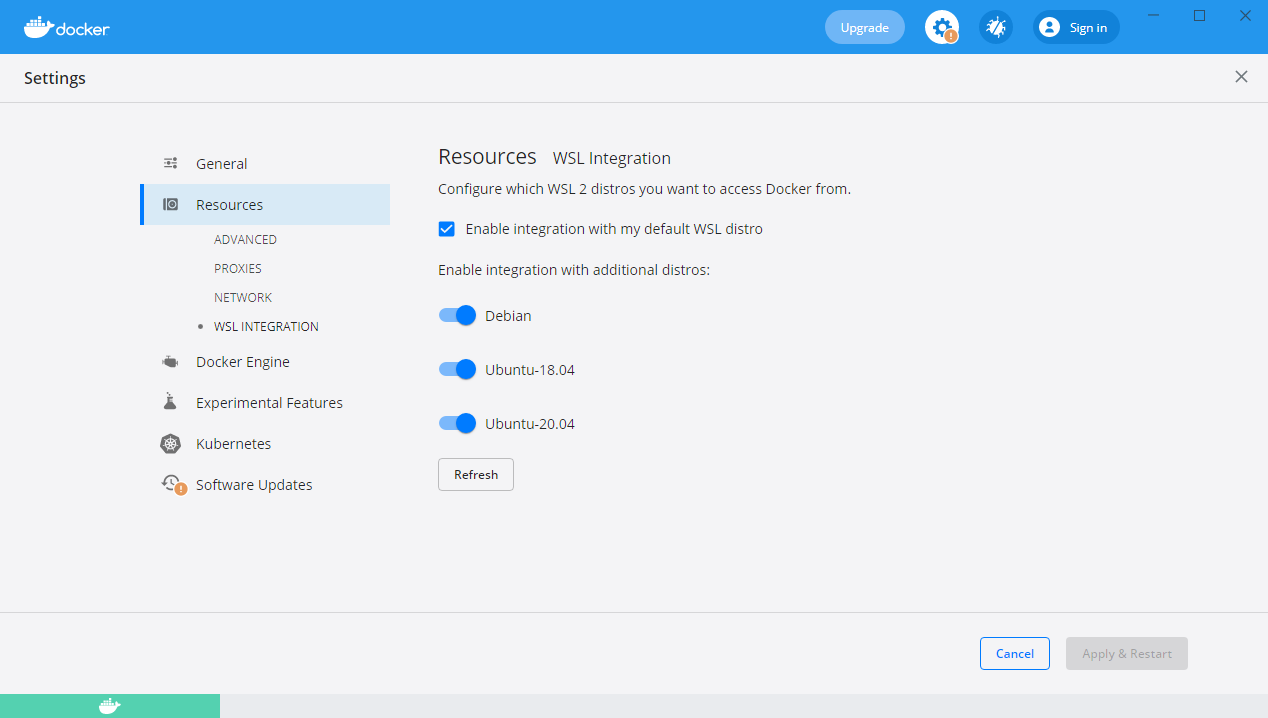 docker
Upgrade
Sign in
Settings
General
Resources
ADVANCED
PROXIES
NETWORK
WSL INTEGRATION
Docker Engine
Experimental Features
Kubernetes
Software Updates
Resources WSL Integration
Configure which WSL 2 distros you want to access Docker from.
Enable integration with my default WSL distro
Enable integration with additional distros:
Debian
Ubuntu-18.04
Ubuntu-20.04
Refresh
Cancel
Apply & Restart